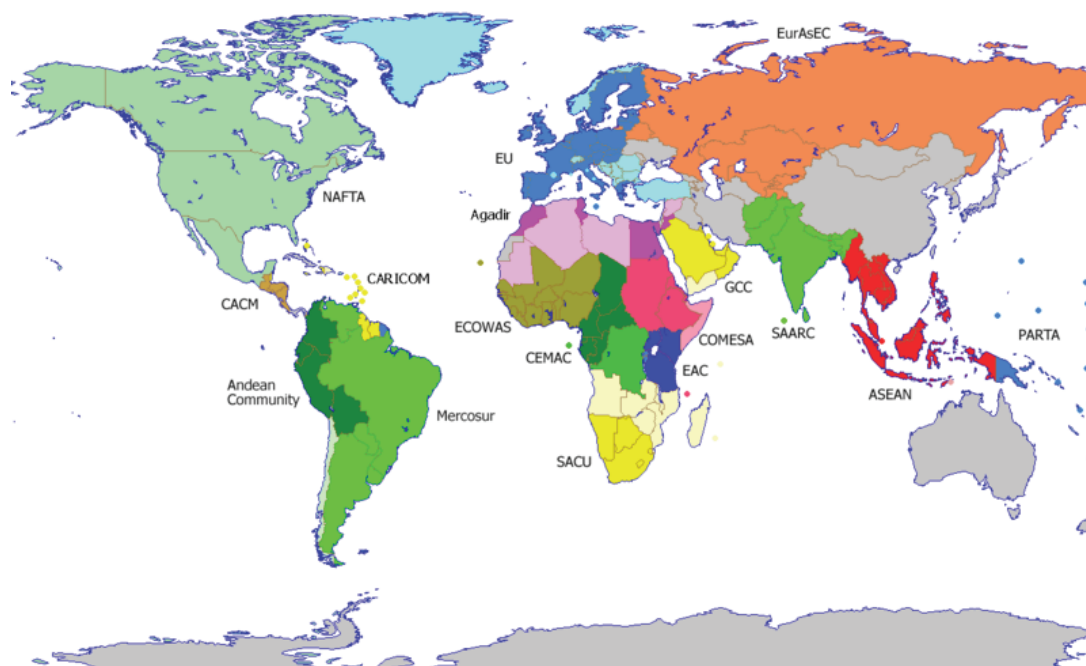 EurAsEC
EU
NAFTA
Agadir
CARICOM
GCC
CACM
ECOWAS
SAARC
COMESA
PARTA
CEMAC
EAC
Andean
Community
ASEAN
Mercosur
SACU